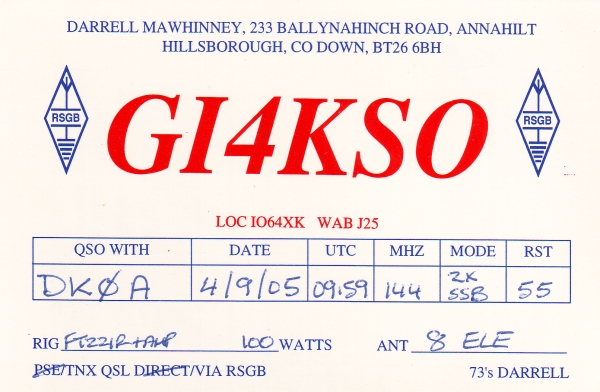 DARRELL MAWHINNEY, 233 BALLYNAHINCH ROAD, ANNAHILT
HILLSBOROUGH, CO DOWN, BT26 6BH
RSGB GI4KSO RSGB
LOC IO64XK WAB J25
QSO WITH DATE UTC MHZ MODE RST
DKØA 4/9/05 09:59 144 2X SSB 55
RIG FT221R+AMP 100 WATTS ANT 8 ELE
PSE/TNX QSL DIRECT/VIA RSGB 73's DARRELL